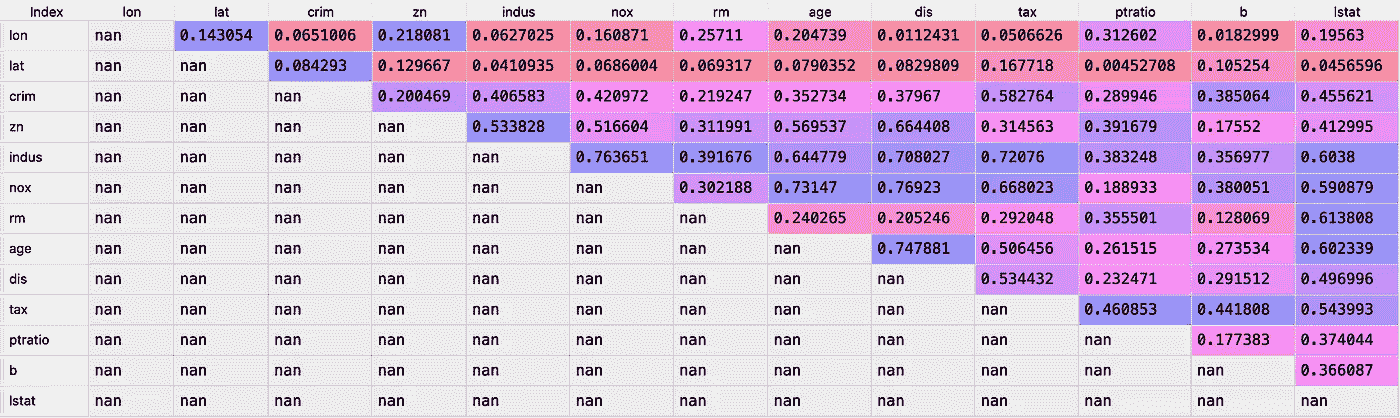 Index lon lat crim zn indus nox rm age dis tax ptratio b lstat
lon nan 0.143054 0.0651006 0.218081 0.0627025 0.160871 0.25711 0.204739 0.0112431 0.0506626 0.312602 0.0182999 0.19563
lat nan nan 0.084293 0.129667 0.0410935 0.0686004 0.069317 0.0790352 0.0829809 0.167718 0.00452708 0.105254 0.0456596
crim nan nan nan 0.200469 0.406583 0.420972 0.219247 0.352734 0.37967 0.582764 0.289946 0.385064 0.455621
zn nan nan nan nan 0.533828 0.516604 0.311991 0.569537 0.664408 0.314563 0.391679 0.17552 0.412995
indus nan nan nan nan nan 0.763651 0.391676 0.644779 0.708027 0.72076 0.383248 0.356977 0.6038
nox nan nan nan nan nan nan 0.302188 0.73147 0.76923 0.668023 0.188933 0.380051 0.590879
rm nan nan nan nan nan nan nan 0.240265 0.205246 0.292048 0.355501 0.128069 0.613808
age nan nan nan nan nan nan nan nan 0.747881 0.506456 0.261515 0.273534 0.602339
dis nan nan nan nan nan nan nan nan nan 0.534432 0.232471 0.291512 0.496996
tax nan nan nan nan nan nan nan nan nan nan 0.460853 0.441808 0.543993
ptratio nan nan nan nan nan nan nan nan nan nan nan 0.177383 0.374044
b nan nan nan nan nan nan nan nan nan nan nan nan 0.366087
lstat nan nan nan nan nan nan nan nan nan nan nan nan nan